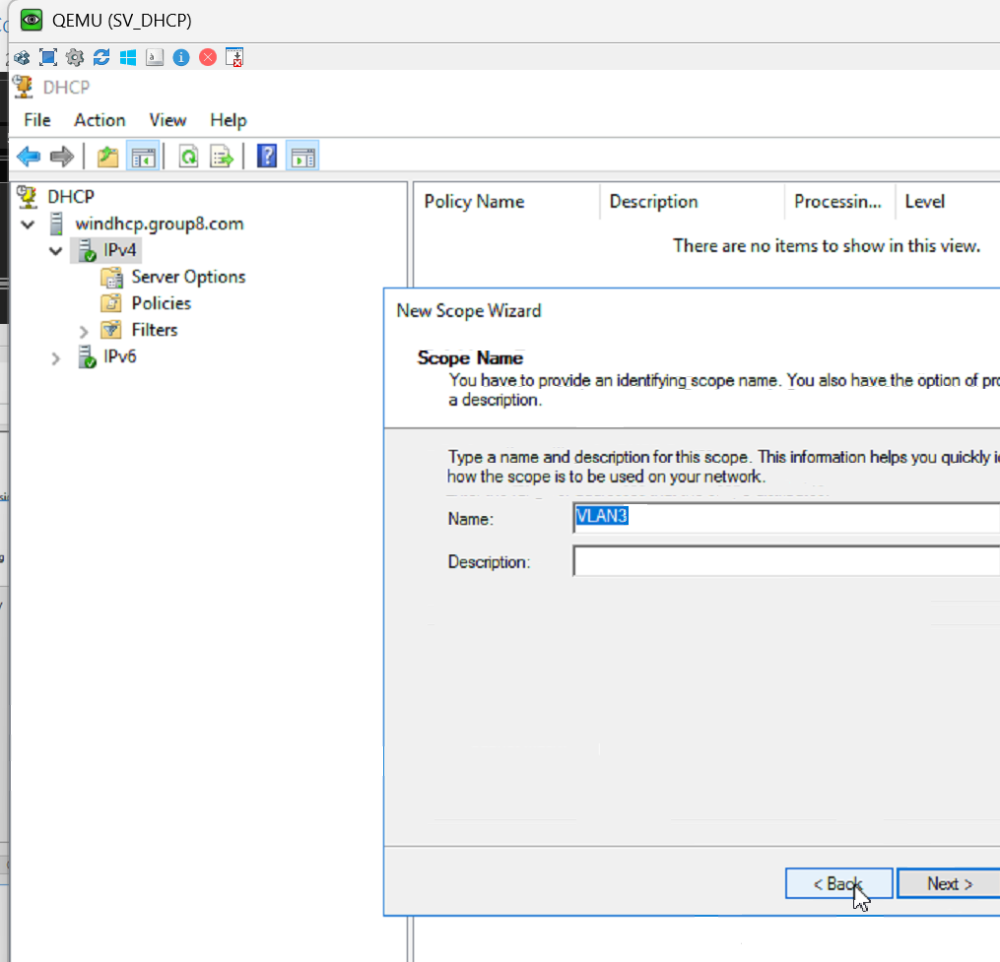 QEMU (SV_DHCP)
DHCP
File Action View Help
DHCP
windhcp.group8.com
IPv4
Server Options
Policies
Filters
IPv6
Policy Name Description Processin... Level
There are no items to show in this view.
New Scope Wizard
Scope Name
You have to provide an identifying scope name. You also have the option of pro
a description.
Type a name and description for this scope. This information helps you quickly i
how the scope is to be used on your network.
Name: VLAN3
Description:
< Back Next >